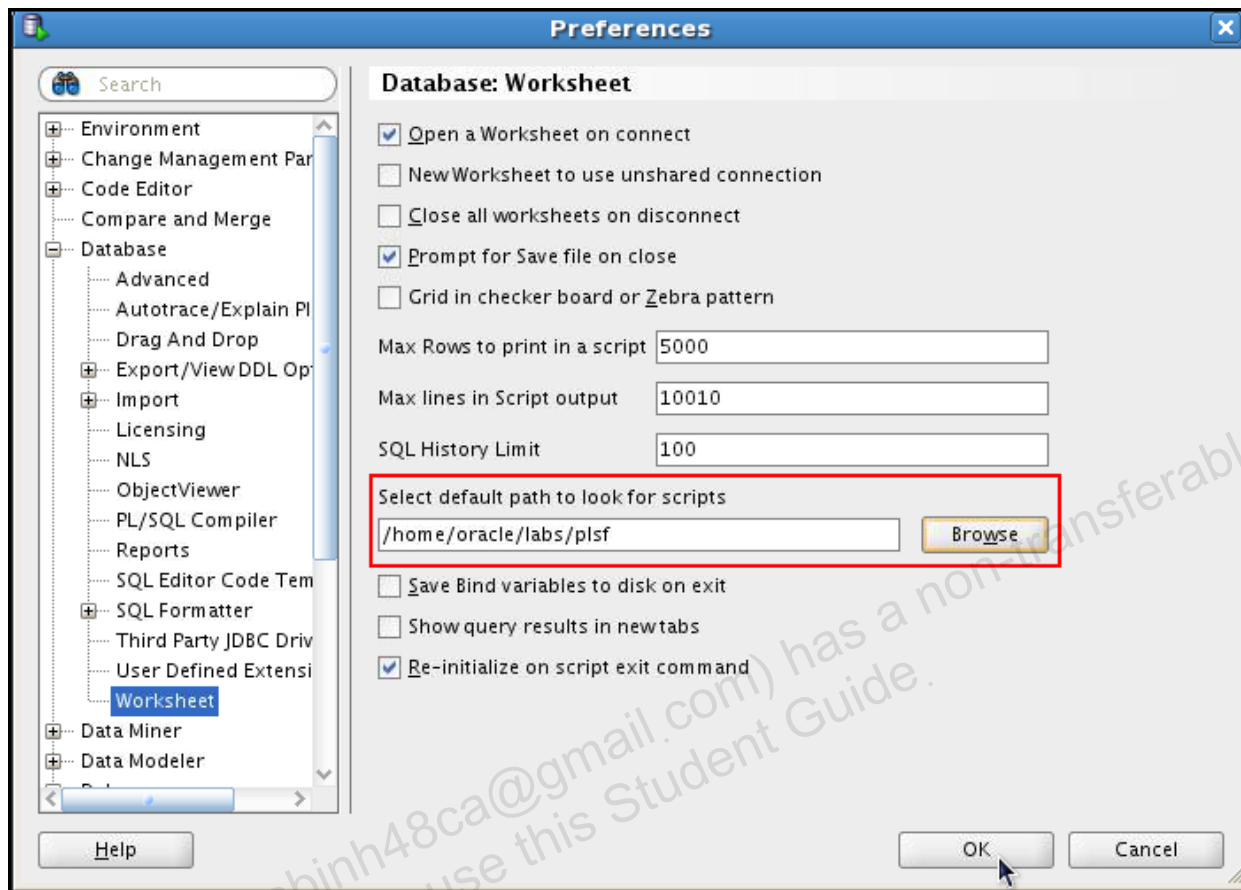 Preferences
Search
Environment
Change Management Par
Code Editor
Compare and Merge
Database
Advanced
Autotrace/Explain Pl
Drag And Drop
Export/View DDL Opt
Import
Licensing
NLS
ObjectViewer
PL/SQL Compiler
Reports
SQL Editor Code Tem
SQL Formatter
Third Party JDBC Driv
User Defined Extensi
Worksheet
Data Miner
Data Modeler
Database: Worksheet
Open a Worksheet on connect
New Worksheet to use unshared connection
Close all worksheets on disconnect
Prompt for Save file on close
Grid in checker board or Zebra pattern
Max Rows to print in a script 5000
Max lines in Script output 10010
SQL History Limit 100
Select default path to look for scripts
/home/oracle/labs/plsf Browse
Save Bind variables to disk on exit
Show query results in new tabs
Re-initialize on script exit command
Help OK Cancel
binh48ca@gmail.com) has a non-transferabl
use this Student Guide.